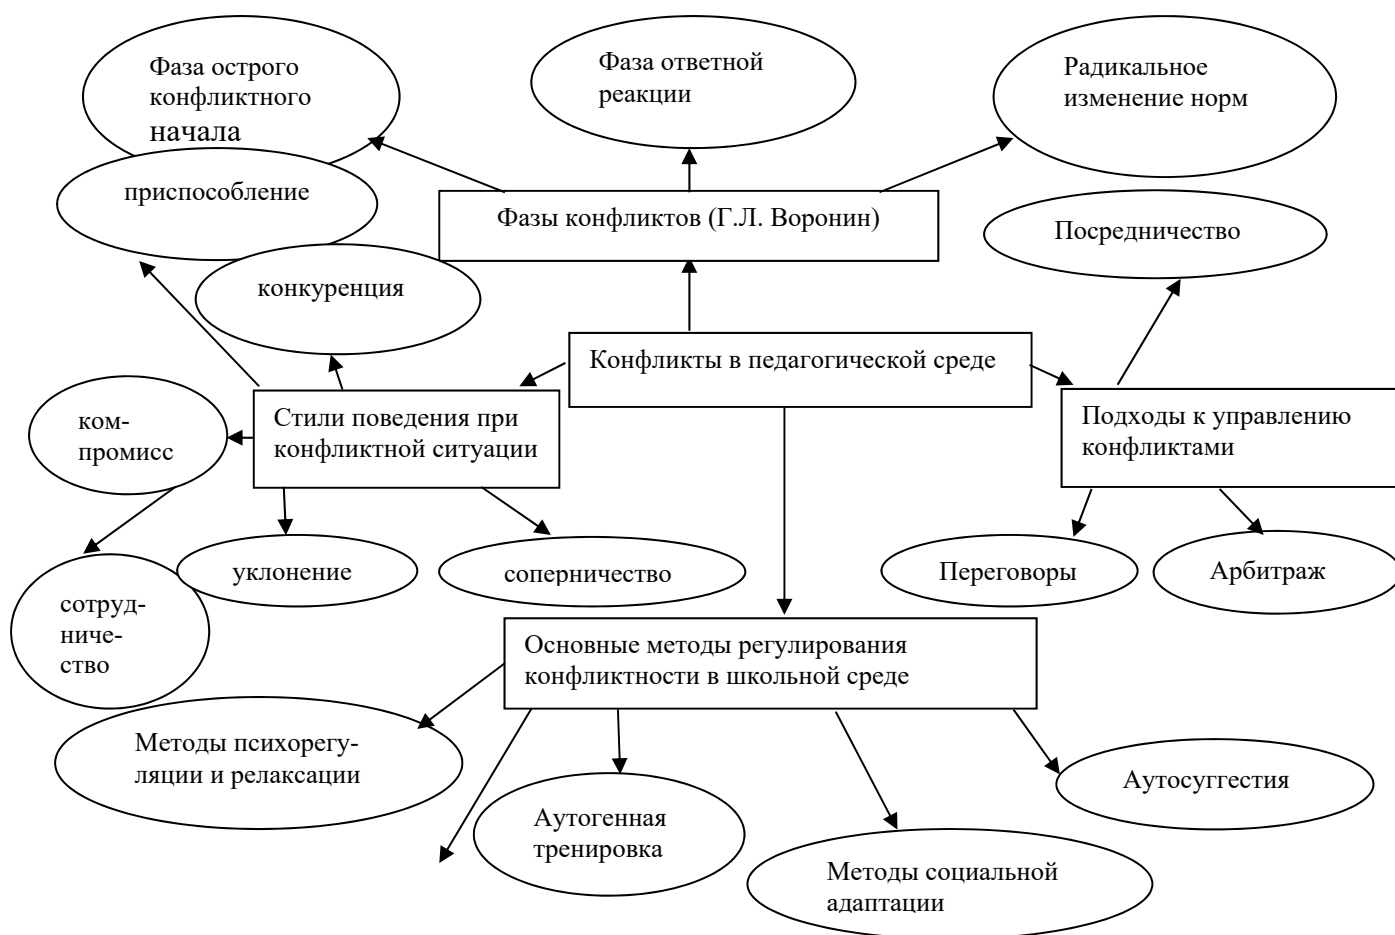 Фаза острого
конфликтного
начала
Фаза ответной
реакции
Радикальное
изменение норм
приспособление
Фазы конфликтов (Г.Л. Воронин)
Посредничество
конкуренция
Конфликты в педагогической среде
ком-
промисс
Стили поведения при
конфликтной ситуации
Подходы к управлению
конфликтами
уклонение
соперничество
Переговоры
Арбитраж
сотруд-
ниче-
ство
Основные методы регулирования
конфликтности в школьной среде
Методы психорегу-
ляции и релаксации
Аутогенная
тренировка
Аутосуггестия
Методы социальной
адаптации